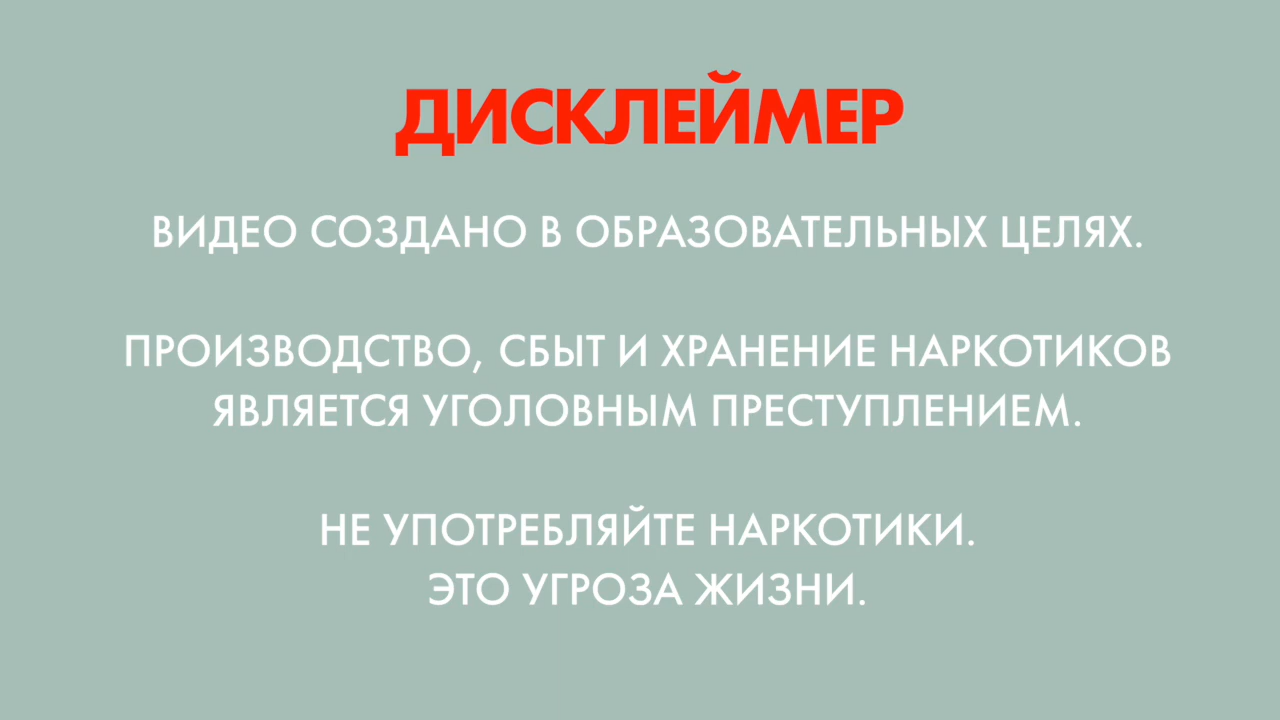 ДИСКЛЕЙМЕР
ВИДЕО СОЗДАНО В ОБРАЗОВАТЕЛЬНЫХ ЦЕЛЯХ.
ПРОИЗВОДСТВО, СБЫТ И ХРАНЕНИЕ НАРКОТИКОВ
ЯВЛЯЕТСЯ УГОЛОВНЫМ ПРЕСТУПЛЕНИЕМ.
НЕ УПОТРЕБЛЯЙТЕ НАРКОТИКИ.
ЭТО УГРОЗА ЖИЗНИ.